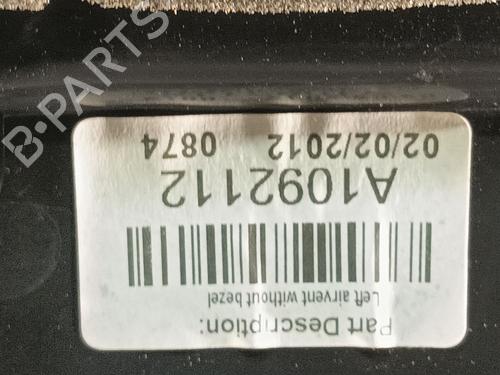 Part Description:
Left airvent without bezel
A1092112
02/02/2012 0874
B-PARTS